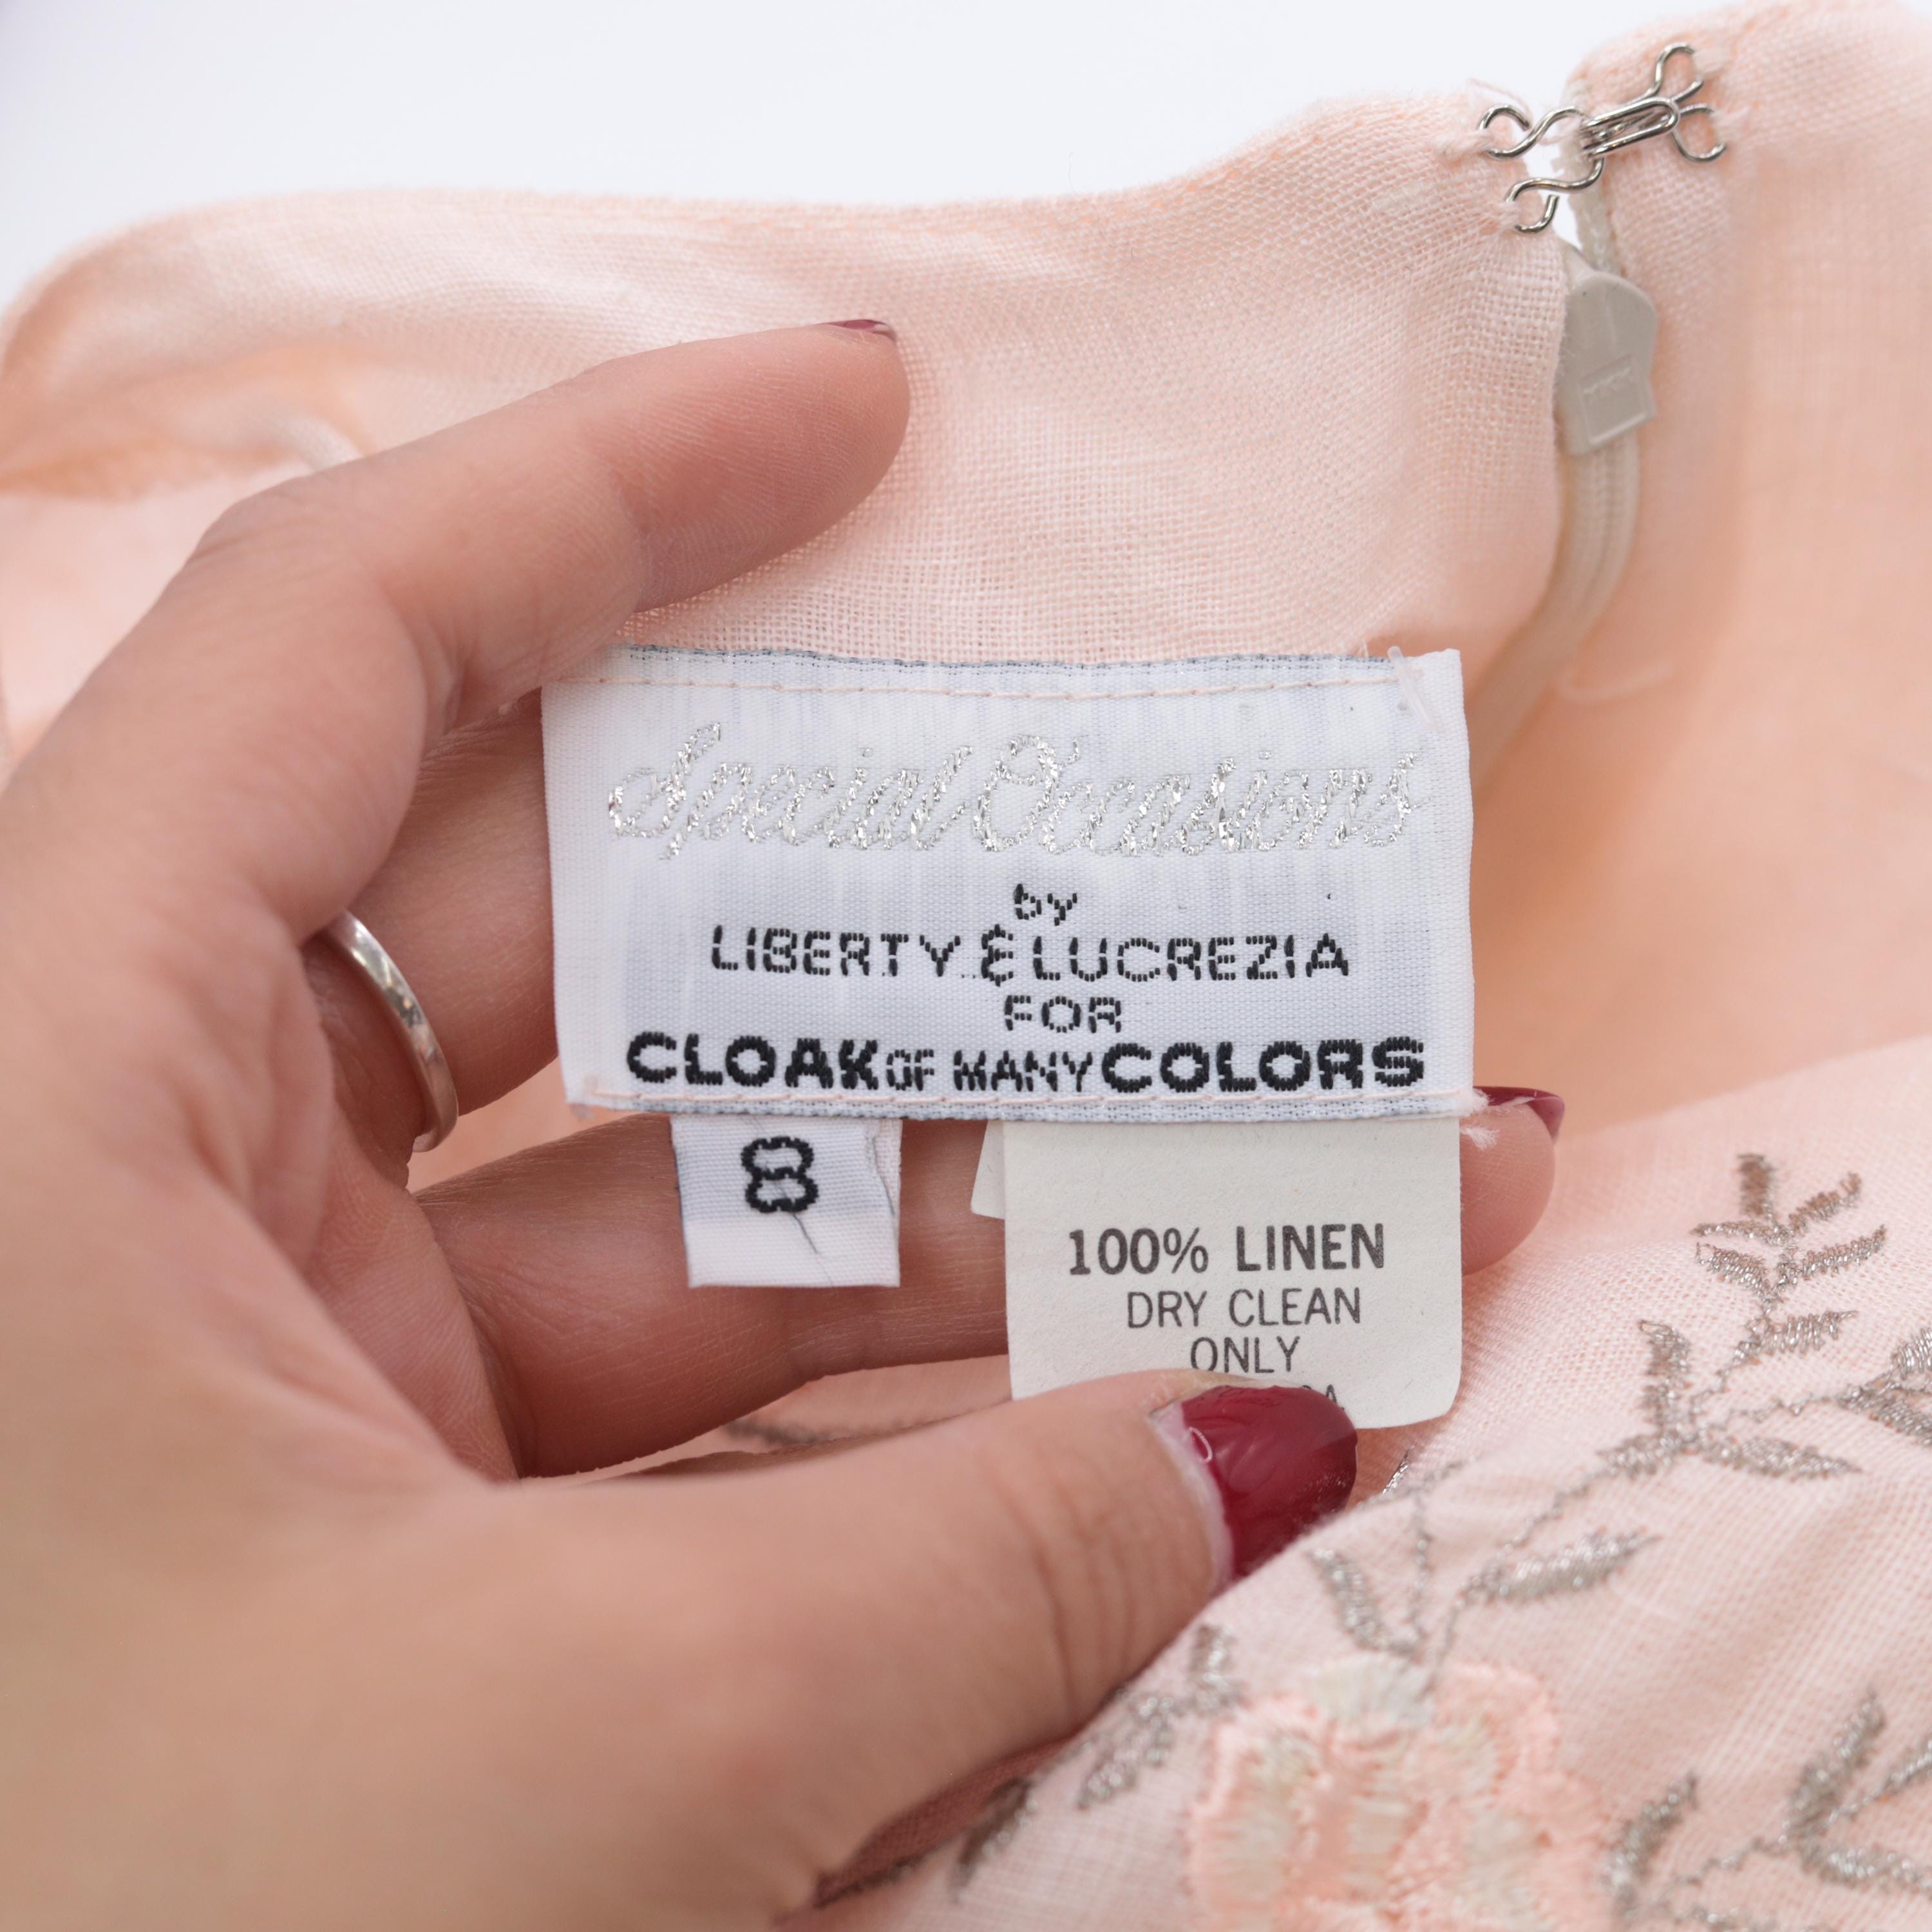 Special Occasions
by
LIBERTY & LUCREZIA
FOR
CLOAK OF MANY COLORS
8
100% LINEN
DRY CLEAN
ONLY